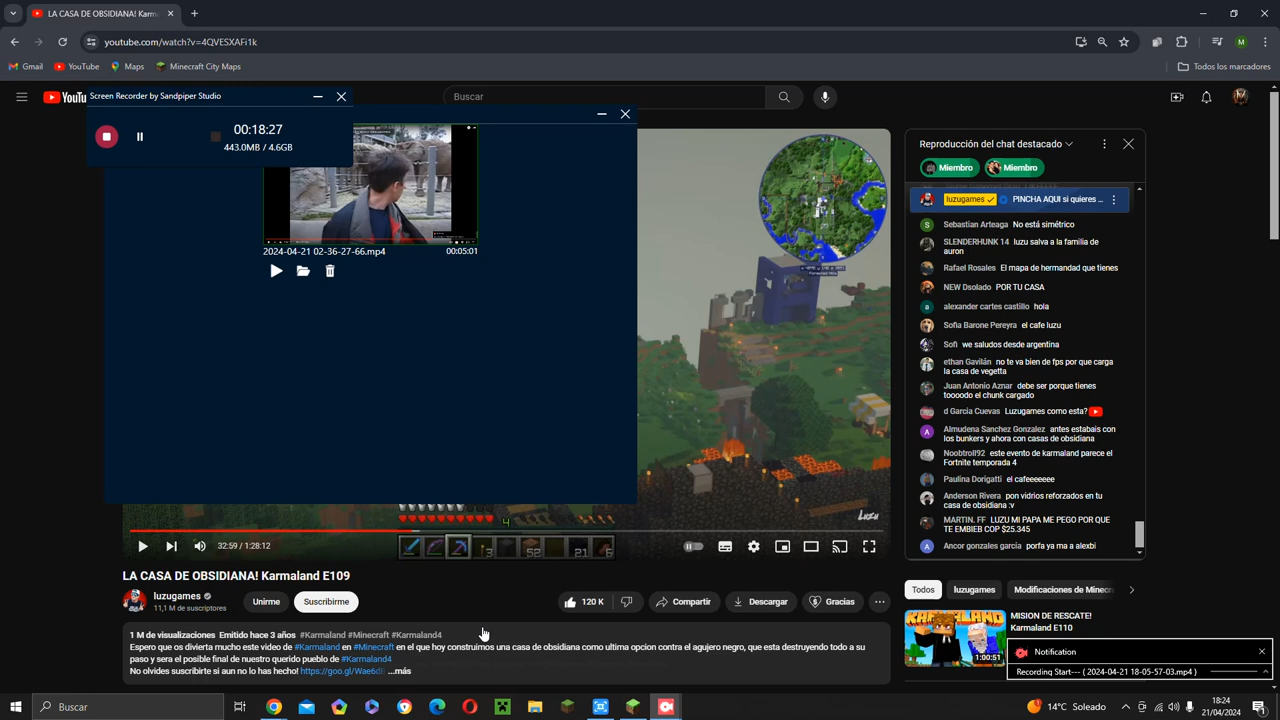 LA CASA DE OBSIDIANA! Karm
youtube.com/watch?v=4QVESXAFi1k
Gmail
YouTube
Maps
Minecraft City Maps
Todos los marcadores
Screen Recorder by Sandpiper Studio
Buscar
00:18:27
443.0MB / 4.6GB
2024-04-21 02-36-27-66.mp4
00:05:01
Reproducción del chat destacado
Miembro
Miembro
luzugames
PINCHA AQUI si quieres ...
Sebastian Arteaga No está simétrico
SLENDERHUNK 14 luzu salva a la familia de
auron
Rafael Rosales El mapa de hermandad que tienes
NEW Dsolado POR TU CASA
alexander cartes castillo hola
Sofia Barone Pereyra el cafe luzu
Sofi we saludos desde argentina
ethan Gavilán no te va bien de fps por que carga
la casa de vegetta
Juan Antonio Aznar debe ser porque tienes
toooodo el chunk cargado
d Garcia Cuevas Luzugames como esta?
Almudena Sanchez Gonzalez antes estabais con
los bunkers y ahora con casas de obsidiana
Noobtroll92 este evento de karmaland parece el
Fortnite temporada 4
Paulina Dorigatti el cafeeeeeee
Anderson Rivera pon vidrios reforzados en tu
casa de obsidiana :v
MARTIN. FF LUZU MI PAPA ME PEGO POR QUE
TE EMBIEB COP $25.345
Ancor gonzales garcia porfa ya ma a alexbi
4
3
52
21
6
LUZU
32:59 / 1:28:12
LA CASA DE OBSIDIANA! Karmaland E109
luzugames
11,1 M de suscriptores
Unirme
Suscribirme
120 K
Compartir
Descargar
Gracias
Todos
luzugames
Modificaciones de Minecr
1 M de visualizaciones Emitido hace 3 años #Karmaland #Minecraft #Karmaland4
Espero que os divierta mucho este video de #Karmaland en #Minecraft en el que hoy construimos una casa de obsidiana como ultima opcion contra el agujero negro, que esta destruyendo todo a su
paso y sera el posible final de nuestro querido pueblo de #Karmaland4
No olvides suscribirte si aun no lo has hecho! https://goo.gl/Wae6d ...más
MISION DE RESCATE!
Karmaland E110
1:00:51
Notification
Recording Start--- ( 2024-04-21 18-05-57-03.mp4 )
Buscar
14°C Soleado
18:24
21/04/2024